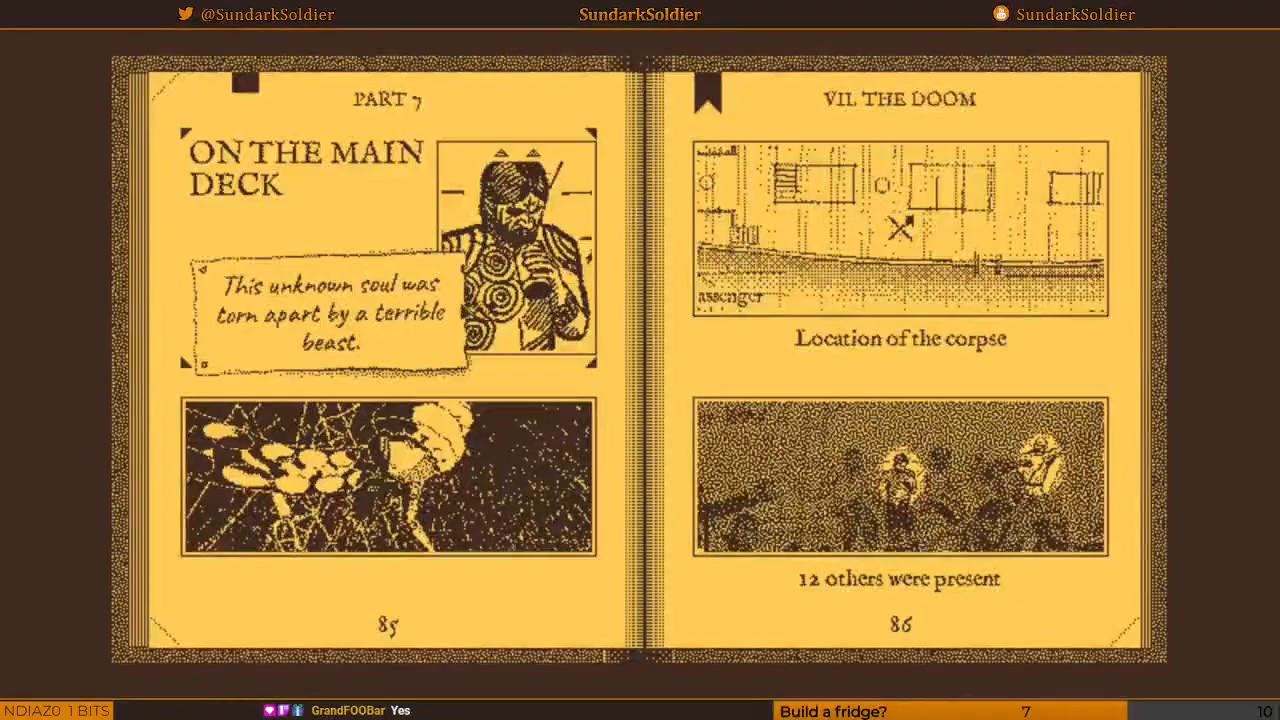 @SundarkSoldier
SundarkSoldier
SundarkSoldier
PART 7
ON THE MAIN
DECK
This unknown soul was
torn apart by a terrible
beast.
85
VII. THE DOOM
assenger
Location of the corpse
12 others were present
86
NDIAZ0 1 BITS
GrandFOOBar Yes
Build a fridge?
7
10